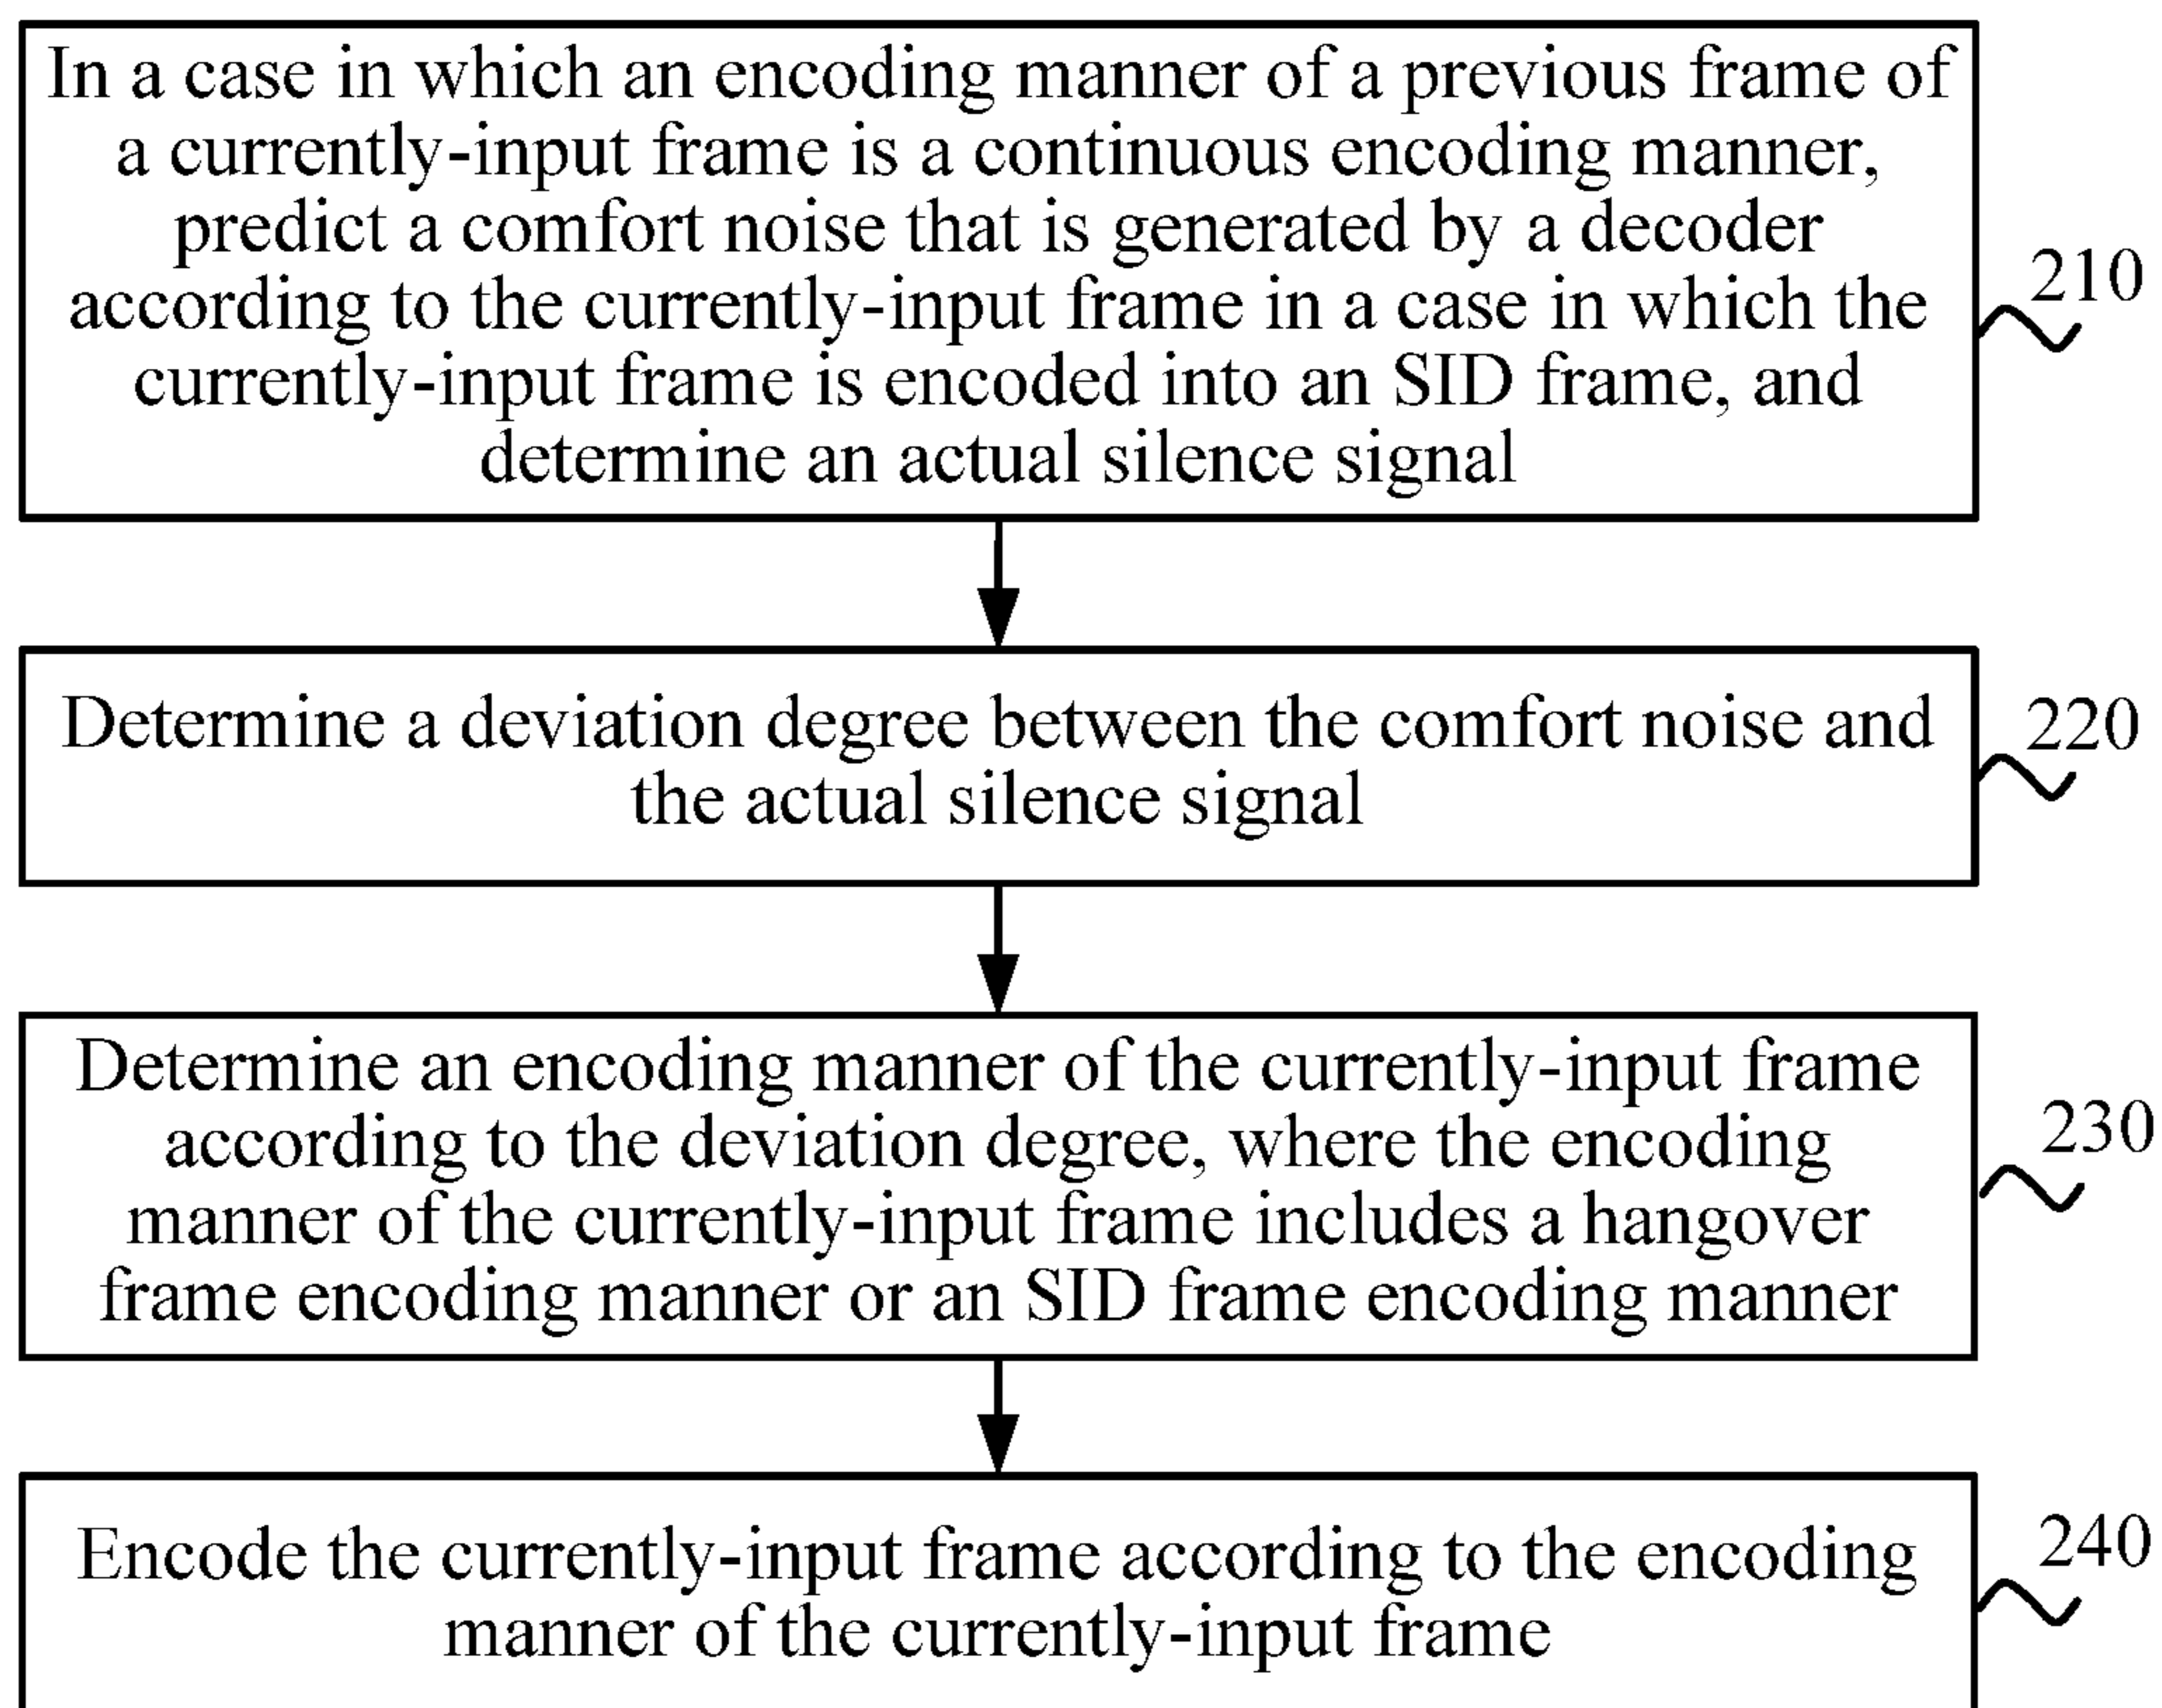 In a case in which an encoding manner of a previous frame of
a currently-input frame is a continuous encoding manner,
predict a comfort noise that is generated by a decoder
according to the currently-input frame in a case in which the
currently-input frame is encoded into an SID frame, and
determine an actual silence signal
210
Determine a deviation degree between the comfort noise and
the actual silence signal
220
Determine an encoding manner of the currently-input frame
according to the deviation degree, where the encoding
manner of the currently-input frame includes a hangover
frame encoding manner or an SID frame encoding manner
230
Encode the currently-input frame according to the encoding
manner of the currently-input frame
240